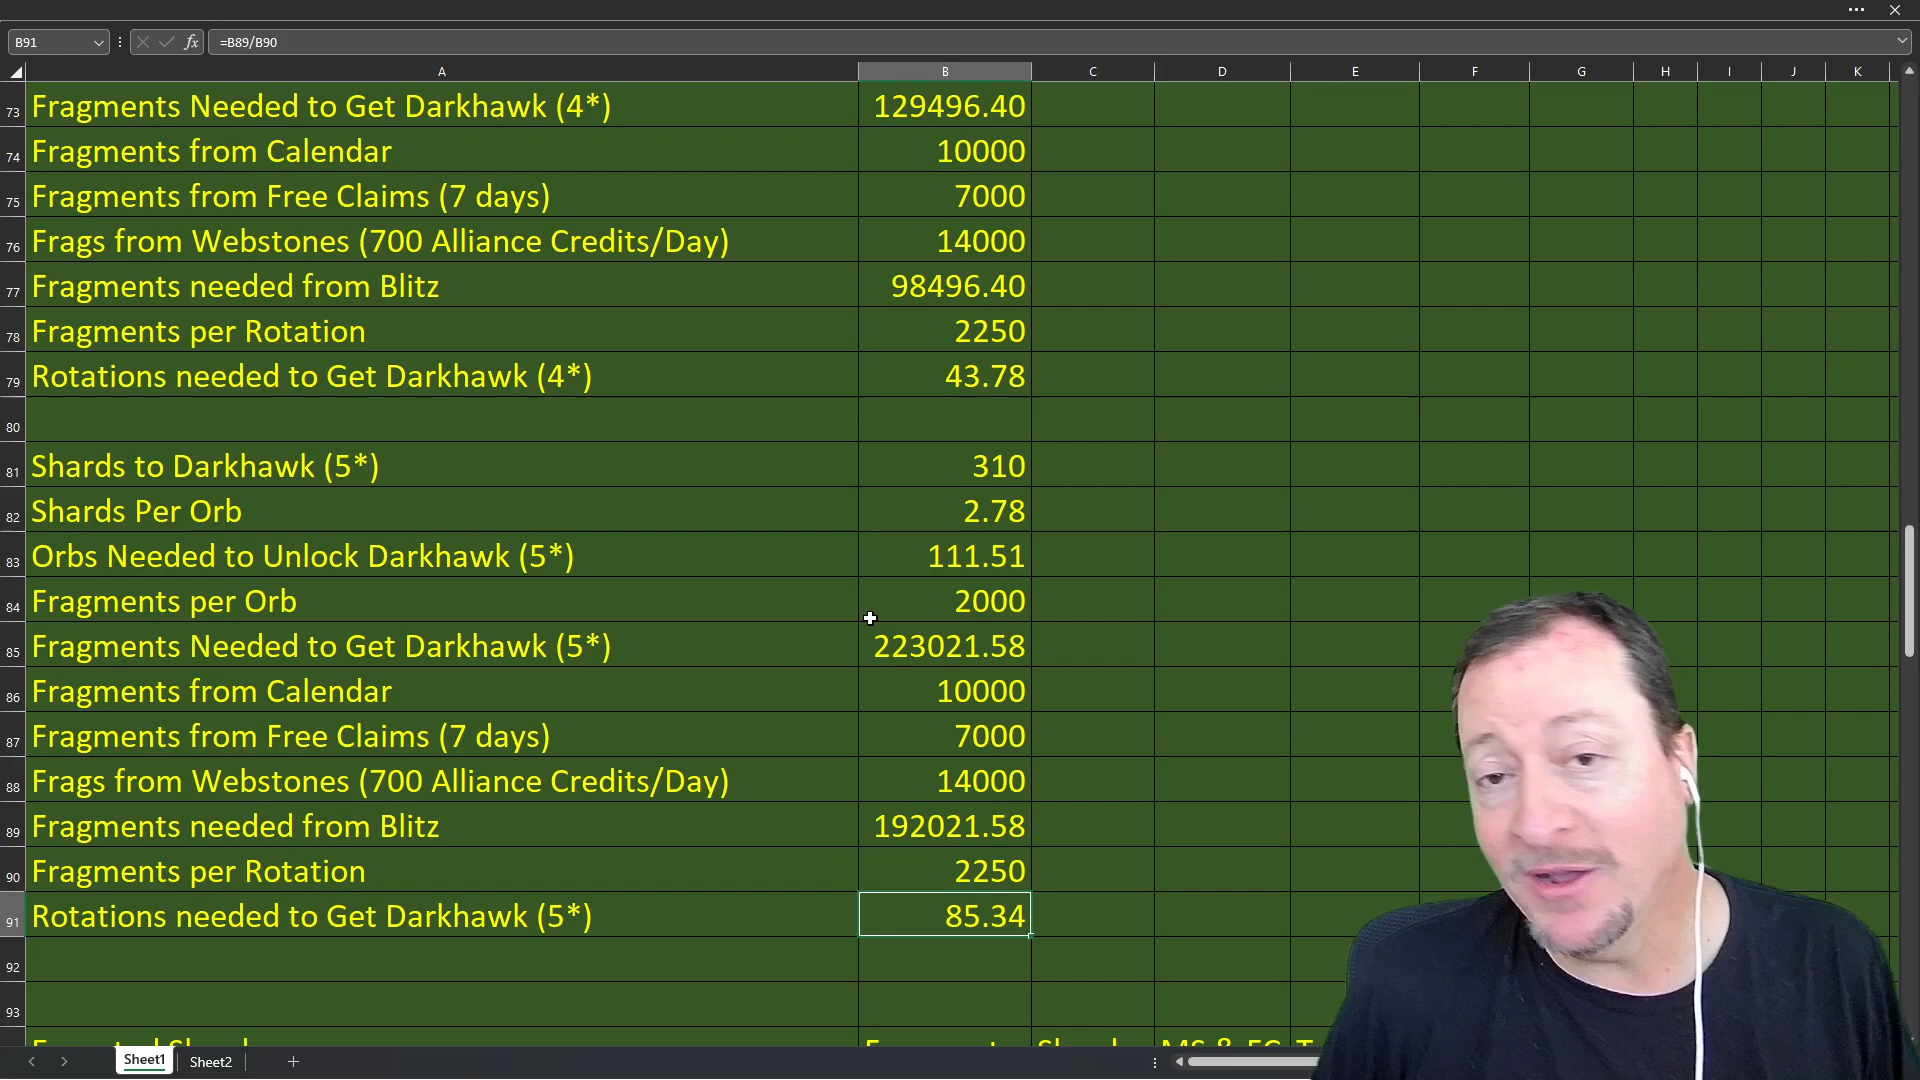 B91
fx
=B89/B90
A B C D E F G H I J K
73 Fragments Needed to Get Darkhawk (4*) 129496.40
74 Fragments from Calendar 10000
75 Fragments from Free Claims (7 days) 7000
76 Frags from Webstones (700 Alliance Credits/Day) 14000
77 Fragments needed from Blitz 98496.40
78 Fragments per Rotation 2250
79 Rotations needed to Get Darkhawk (4*) 43.78
80
81 Shards to Darkhawk (5*) 310
82 Shards Per Orb 2.78
83 Orbs Needed to Unlock Darkhawk (5*) 111.51
84 Fragments per Orb 2000
85 Fragments Needed to Get Darkhawk (5*) 223021.58
86 Fragments from Calendar 10000
87 Fragments from Free Claims (7 days) 7000
88 Frags from Webstones (700 Alliance Credits/Day) 14000
89 Fragments needed from Blitz 192021.58
90 Fragments per Rotation 2250
91 Rotations needed to Get Darkhawk (5*) 85.34
92
93
Sheet1 Sheet2